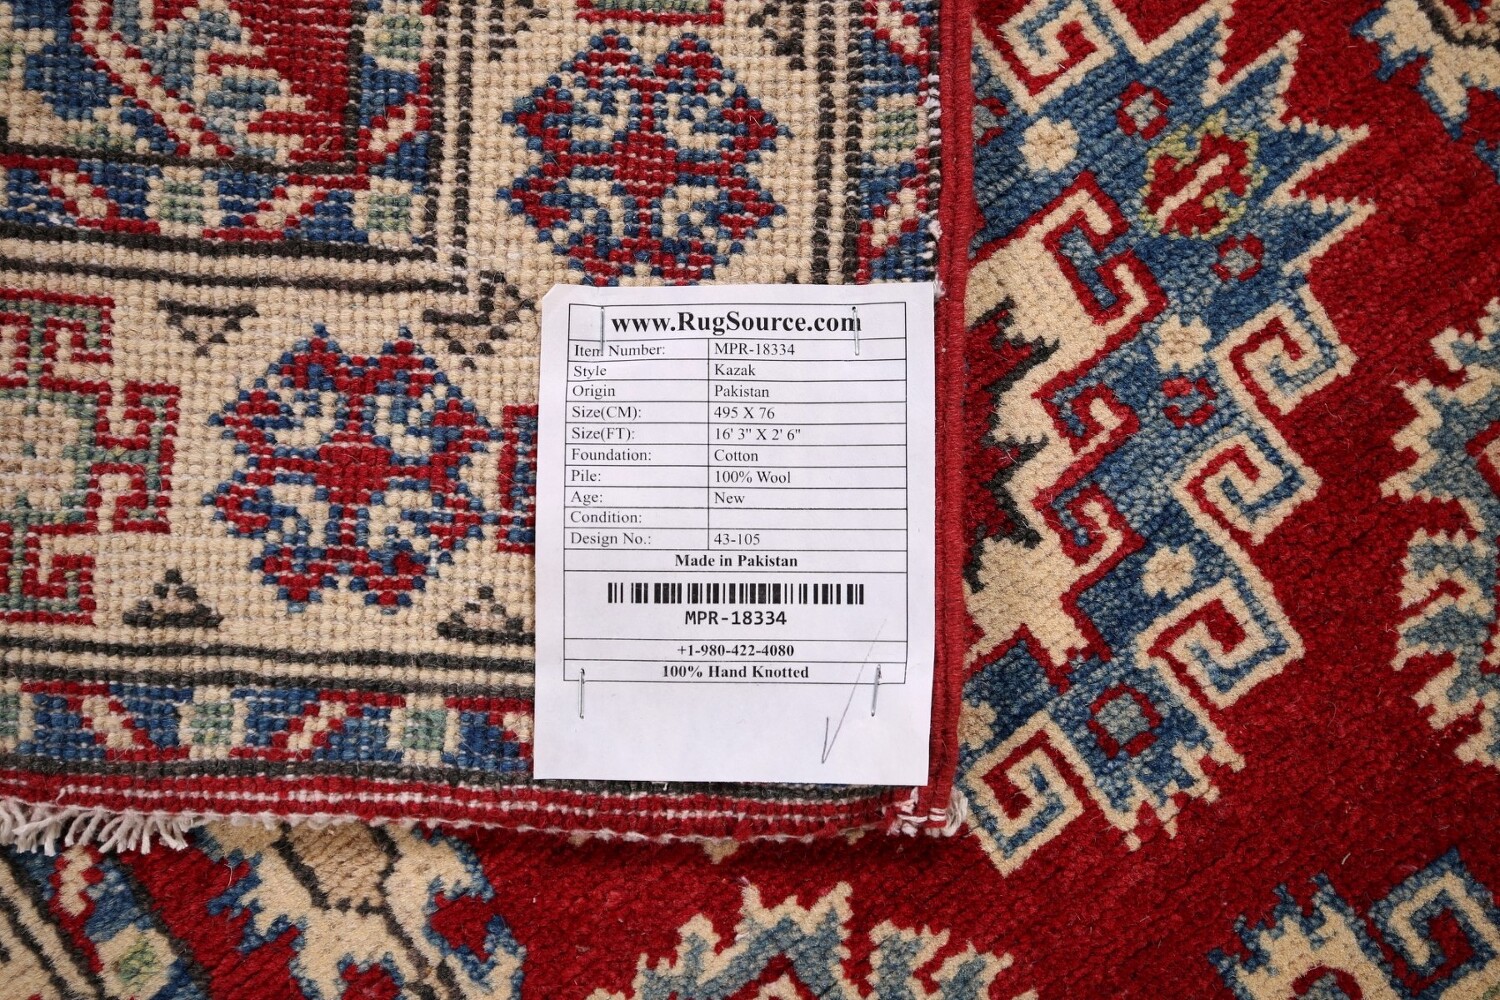 www.RugSource.com
Item Number: MPR-18334
Style Kazak
Origin Pakistan
Size(CM): 495 X 76
Size(FT): 16' 3" X 2' 6"
Foundation: Cotton
Pile: 100% Wool
Age: New
Condition:
Design No.: 43-105
Made in Pakistan
MPR-18334
+1-980-422-4080
100% Hand Knotted